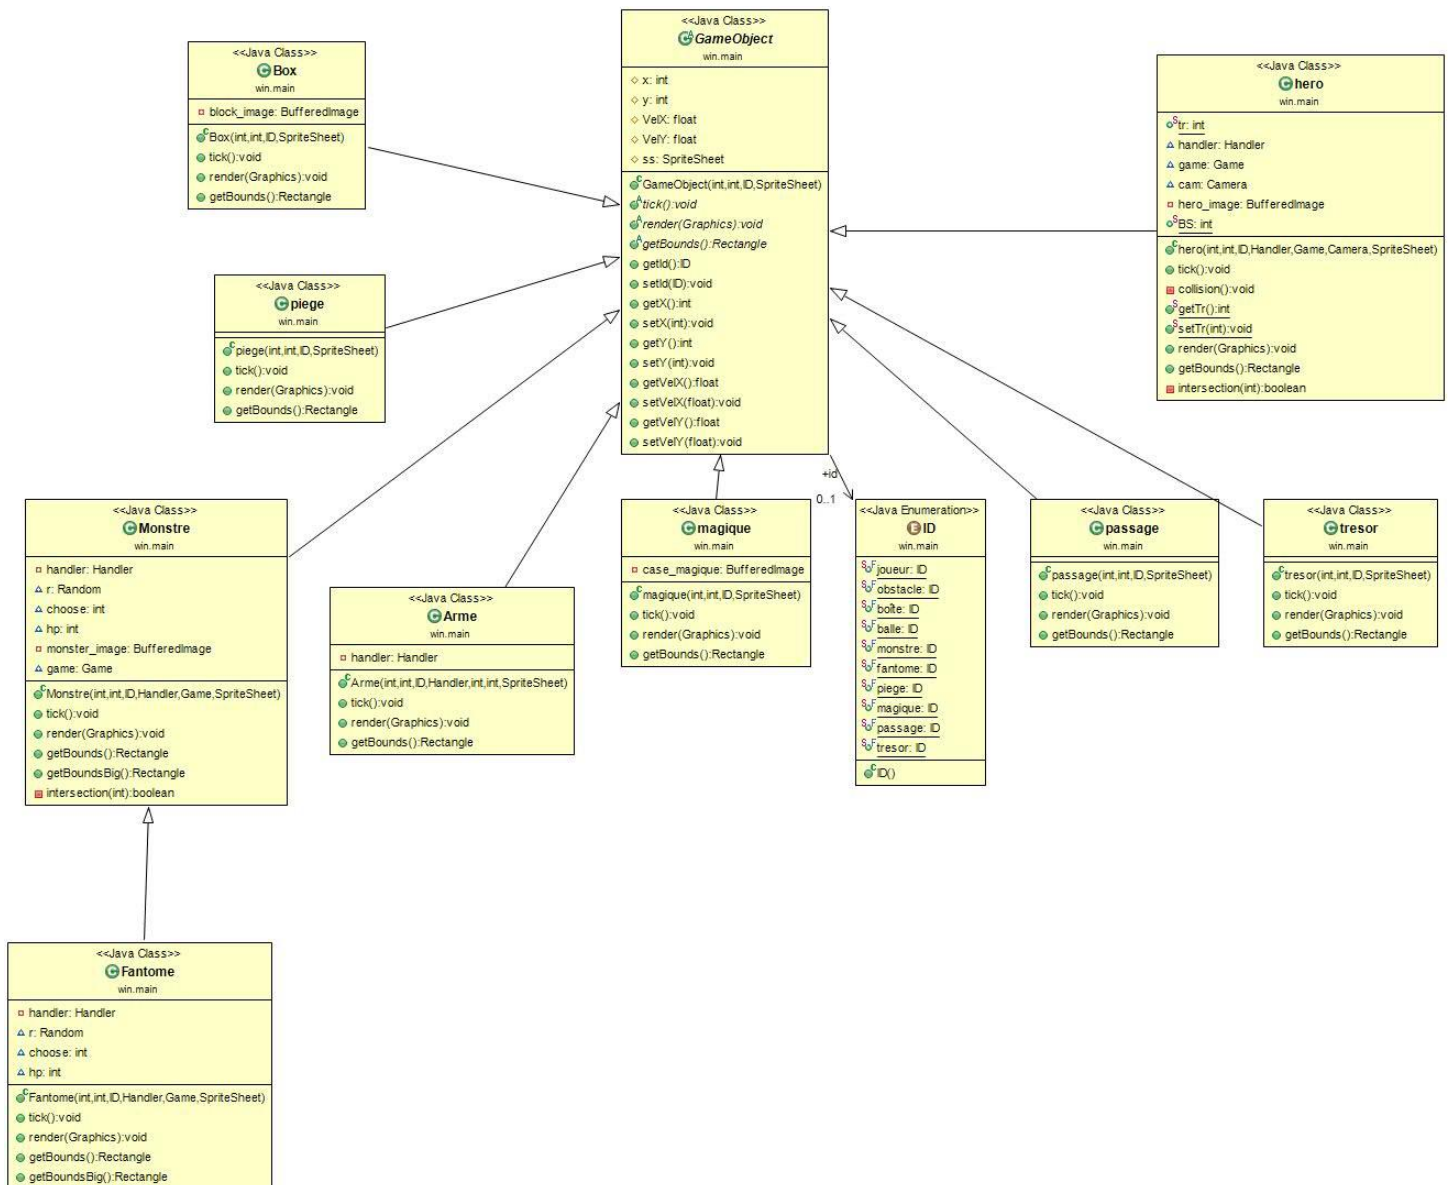 <<Java Class>>
GameObject
win.main
x: int
y: int
VelX: float
VelY: float
ss: SpriteSheet
GameObject(int,int,ID,SpriteSheet)
tick():void
render(Graphics):void
getBounds():Rectangle
getId():ID
setId(ID):void
getX():int
setX(int):void
getY():int
setY(int):void
getVelX():float
setVelX(float):void
getVelY():float
setVelY(float):void
<<Java Class>>
Box
win.main
block_image: BufferedImage
Box(int,int,ID,SpriteSheet)
tick():void
render(Graphics):void
getBounds():Rectangle
<<Java Class>>
hero
win.main
tr: int
handler: Handler
game: Game
cam: Camera
hero_image: BufferedImage
BS: int
hero(int,int,ID,Handler,Game,Camera,SpriteSheet)
tick():void
collision():void
getTr():int
setTr(int):void
render(Graphics):void
getBounds():Rectangle
intersection(int):boolean
<<Java Class>>
piege
win.main
piege(int,int,ID,SpriteSheet)
tick():void
render(Graphics):void
getBounds():Rectangle
+id
0..1
<<Java Class>>
Monstre
win.main
handler: Handler
r: Random
choose: int
hp: int
monster_image: BufferedImage
game: Game
Monstre(int,int,ID,Handler,Game,SpriteSheet)
tick():void
render(Graphics):void
getBounds():Rectangle
getBoundsBig():Rectangle
intersection(int):boolean
<<Java Class>>
Arme
win.main
handler: Handler
Arme(int,int,ID,Handler,int,int,SpriteSheet)
tick():void
render(Graphics):void
getBounds():Rectangle
<<Java Class>>
magique
win.main
case_magique: BufferedImage
magique(int,int,ID,SpriteSheet)
tick():void
render(Graphics):void
getBounds():Rectangle
<<Java Enumeration>>
ID
win.main
joueur: ID
obstacle: ID
boîte: ID
balle: ID
monstre: ID
fantome: ID
piege: ID
magique: ID
passage: ID
tresor: ID
ID()
<<Java Class>>
passage
win.main
passage(int,int,ID,SpriteSheet)
tick():void
render(Graphics):void
getBounds():Rectangle
<<Java Class>>
tresor
win.main
tresor(int,int,ID,SpriteSheet)
tick():void
render(Graphics):void
getBounds():Rectangle
<<Java Class>>
Fantome
win.main
handler: Handler
r: Random
choose: int
hp: int
Fantome(int,int,ID,Handler,Game,SpriteSheet)
tick():void
render(Graphics):void
getBounds():Rectangle
getBoundsBig():Rectangle